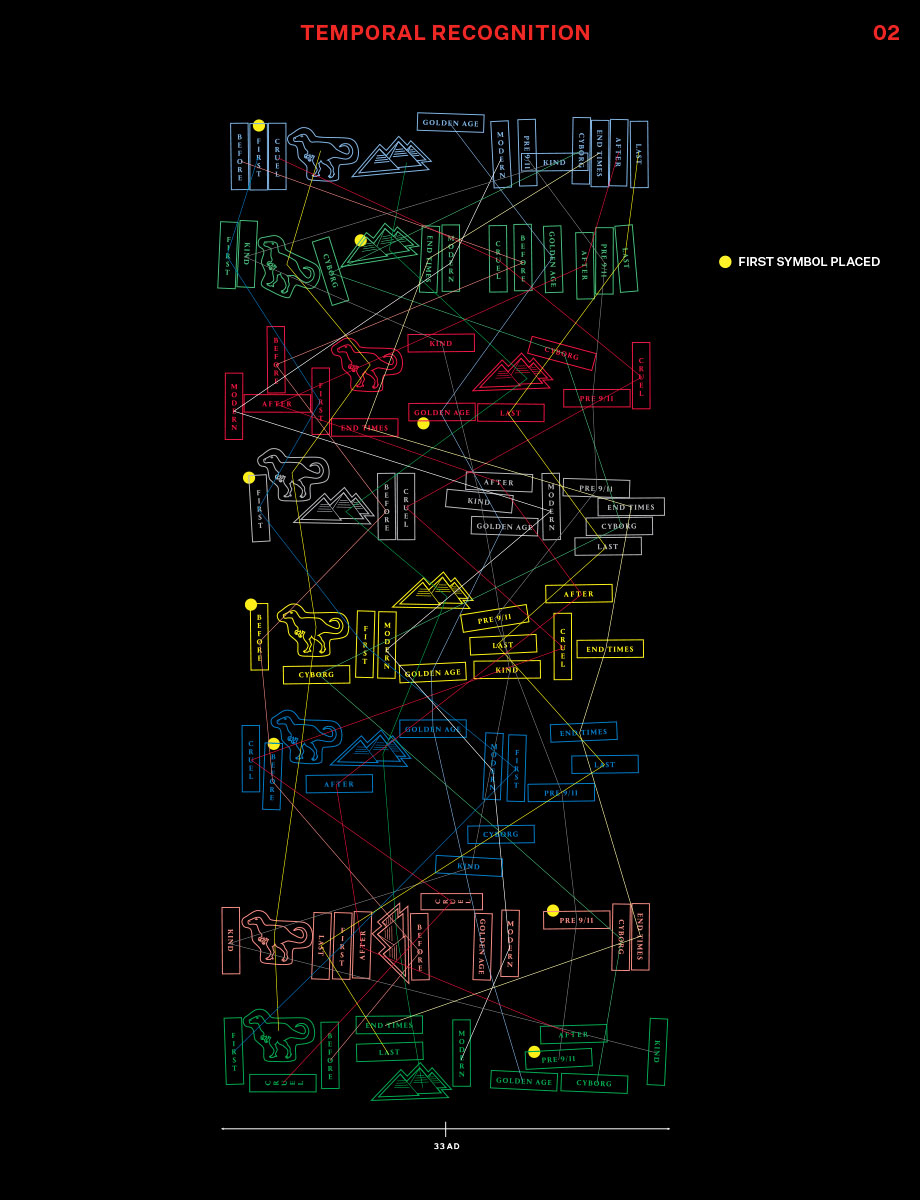 TEMPORAL RECOGNITION
02
FIRST SYMBOL PLACED
BEFORE
FIRST
CRUEL
GOLDEN AGE
MODERN
PRE 9/11
KIND
CYBORG
END TIMES
AFTER
LAST
FIRST
KIND
CYBORG
END TIMES
MODERN
CRUEL
BEFORE
GOLDEN AGE
AFTER
PRE 9/11
LAST
BEFORE
MODERN
AFTER
FIRST
END TIMES
KIND
GOLDEN AGE
LAST
CYBORG
PRE 9/11
CRUEL
FIRST
BEFORE
CRUEL
AFTER
KIND
GOLDEN AGE
MODERN
PRE 9/11
END TIMES
CYBORG
LAST
BEFORE
CYBORG
FIRST
MODERN
GOLDEN AGE
PRE 9/11
LAST
KIND
AFTER
CRUEL
END TIMES
CRUEL
BEFORE
AFTER
GOLDEN AGE
MODERN
FIRST
END TIMES
LAST
PRE 9/11
CYBORG
KIND
KIND
LAST
FIRST
AFTER
BEFORE
CRUEL
GOLDEN AGE
MODERN
PRE 9/11
CYBORG
END TIMES
FIRST
CRUEL
BEFORE
END TIMES
LAST
MODERN
AFTER
PRE 9/11
GOLDEN AGE
CYBORG
KIND
33 AD